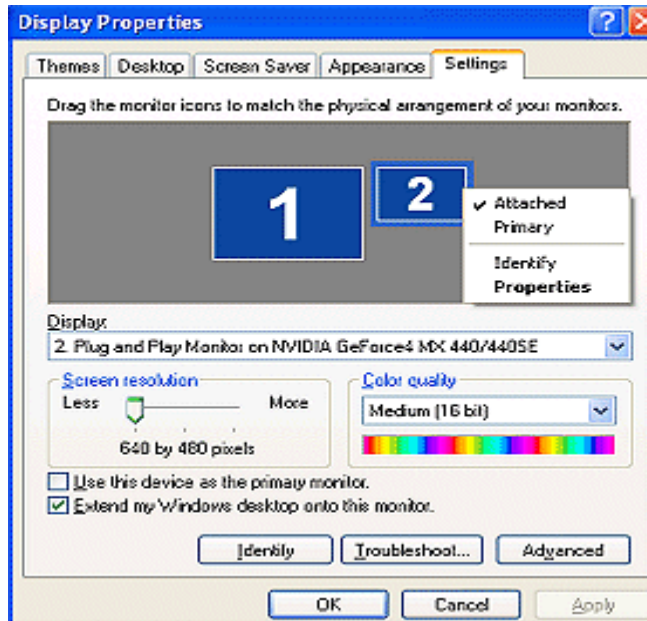 Display Properties
Themes Desktop Screen Saver Appearance Settings
Drag the monitor icons to match the physical arrangement of your monitors.
1
2
Attached
Primary
Identify
Properties
Display:
2. Plug and Play Monitor on NVIDIA GeForce4 MX 440/440SE
Screen resolution
Less More
640 by 480 pixels
Color quality
Medium (16 bit)
Use this device as the primary monitor.
Extend my Windows desktop onto this monitor.
Identify Troubleshoot... Advanced
OK Cancel Apply